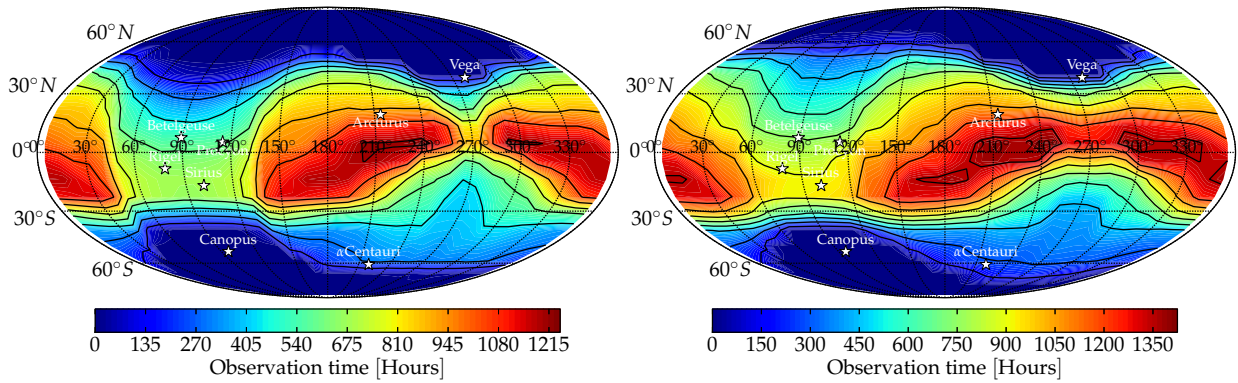 60°N
Vega
30°N
Arcturus
Betelgeuse
Procyon
0° 0° 30° 60° 90° 120° 150° 210° 240° 270° 300° 330°
Rigel
Sirius
30°S
Canopus
αCentauri
60°S
0 135 270 405 540 675 810 945 1080 1215
Observation time [Hours]
60°N
Vega
30°N
Arcturus
Betelgeuse
0° 0° 30° 60° 90° 120° 150° 210° 240° 270° 300° 330°
Rigel
Sirius
30°S
Canopus
αCentauri
60°S
0 150 300 450 600 750 900 1050 1200 1350
Observation time [Hours]